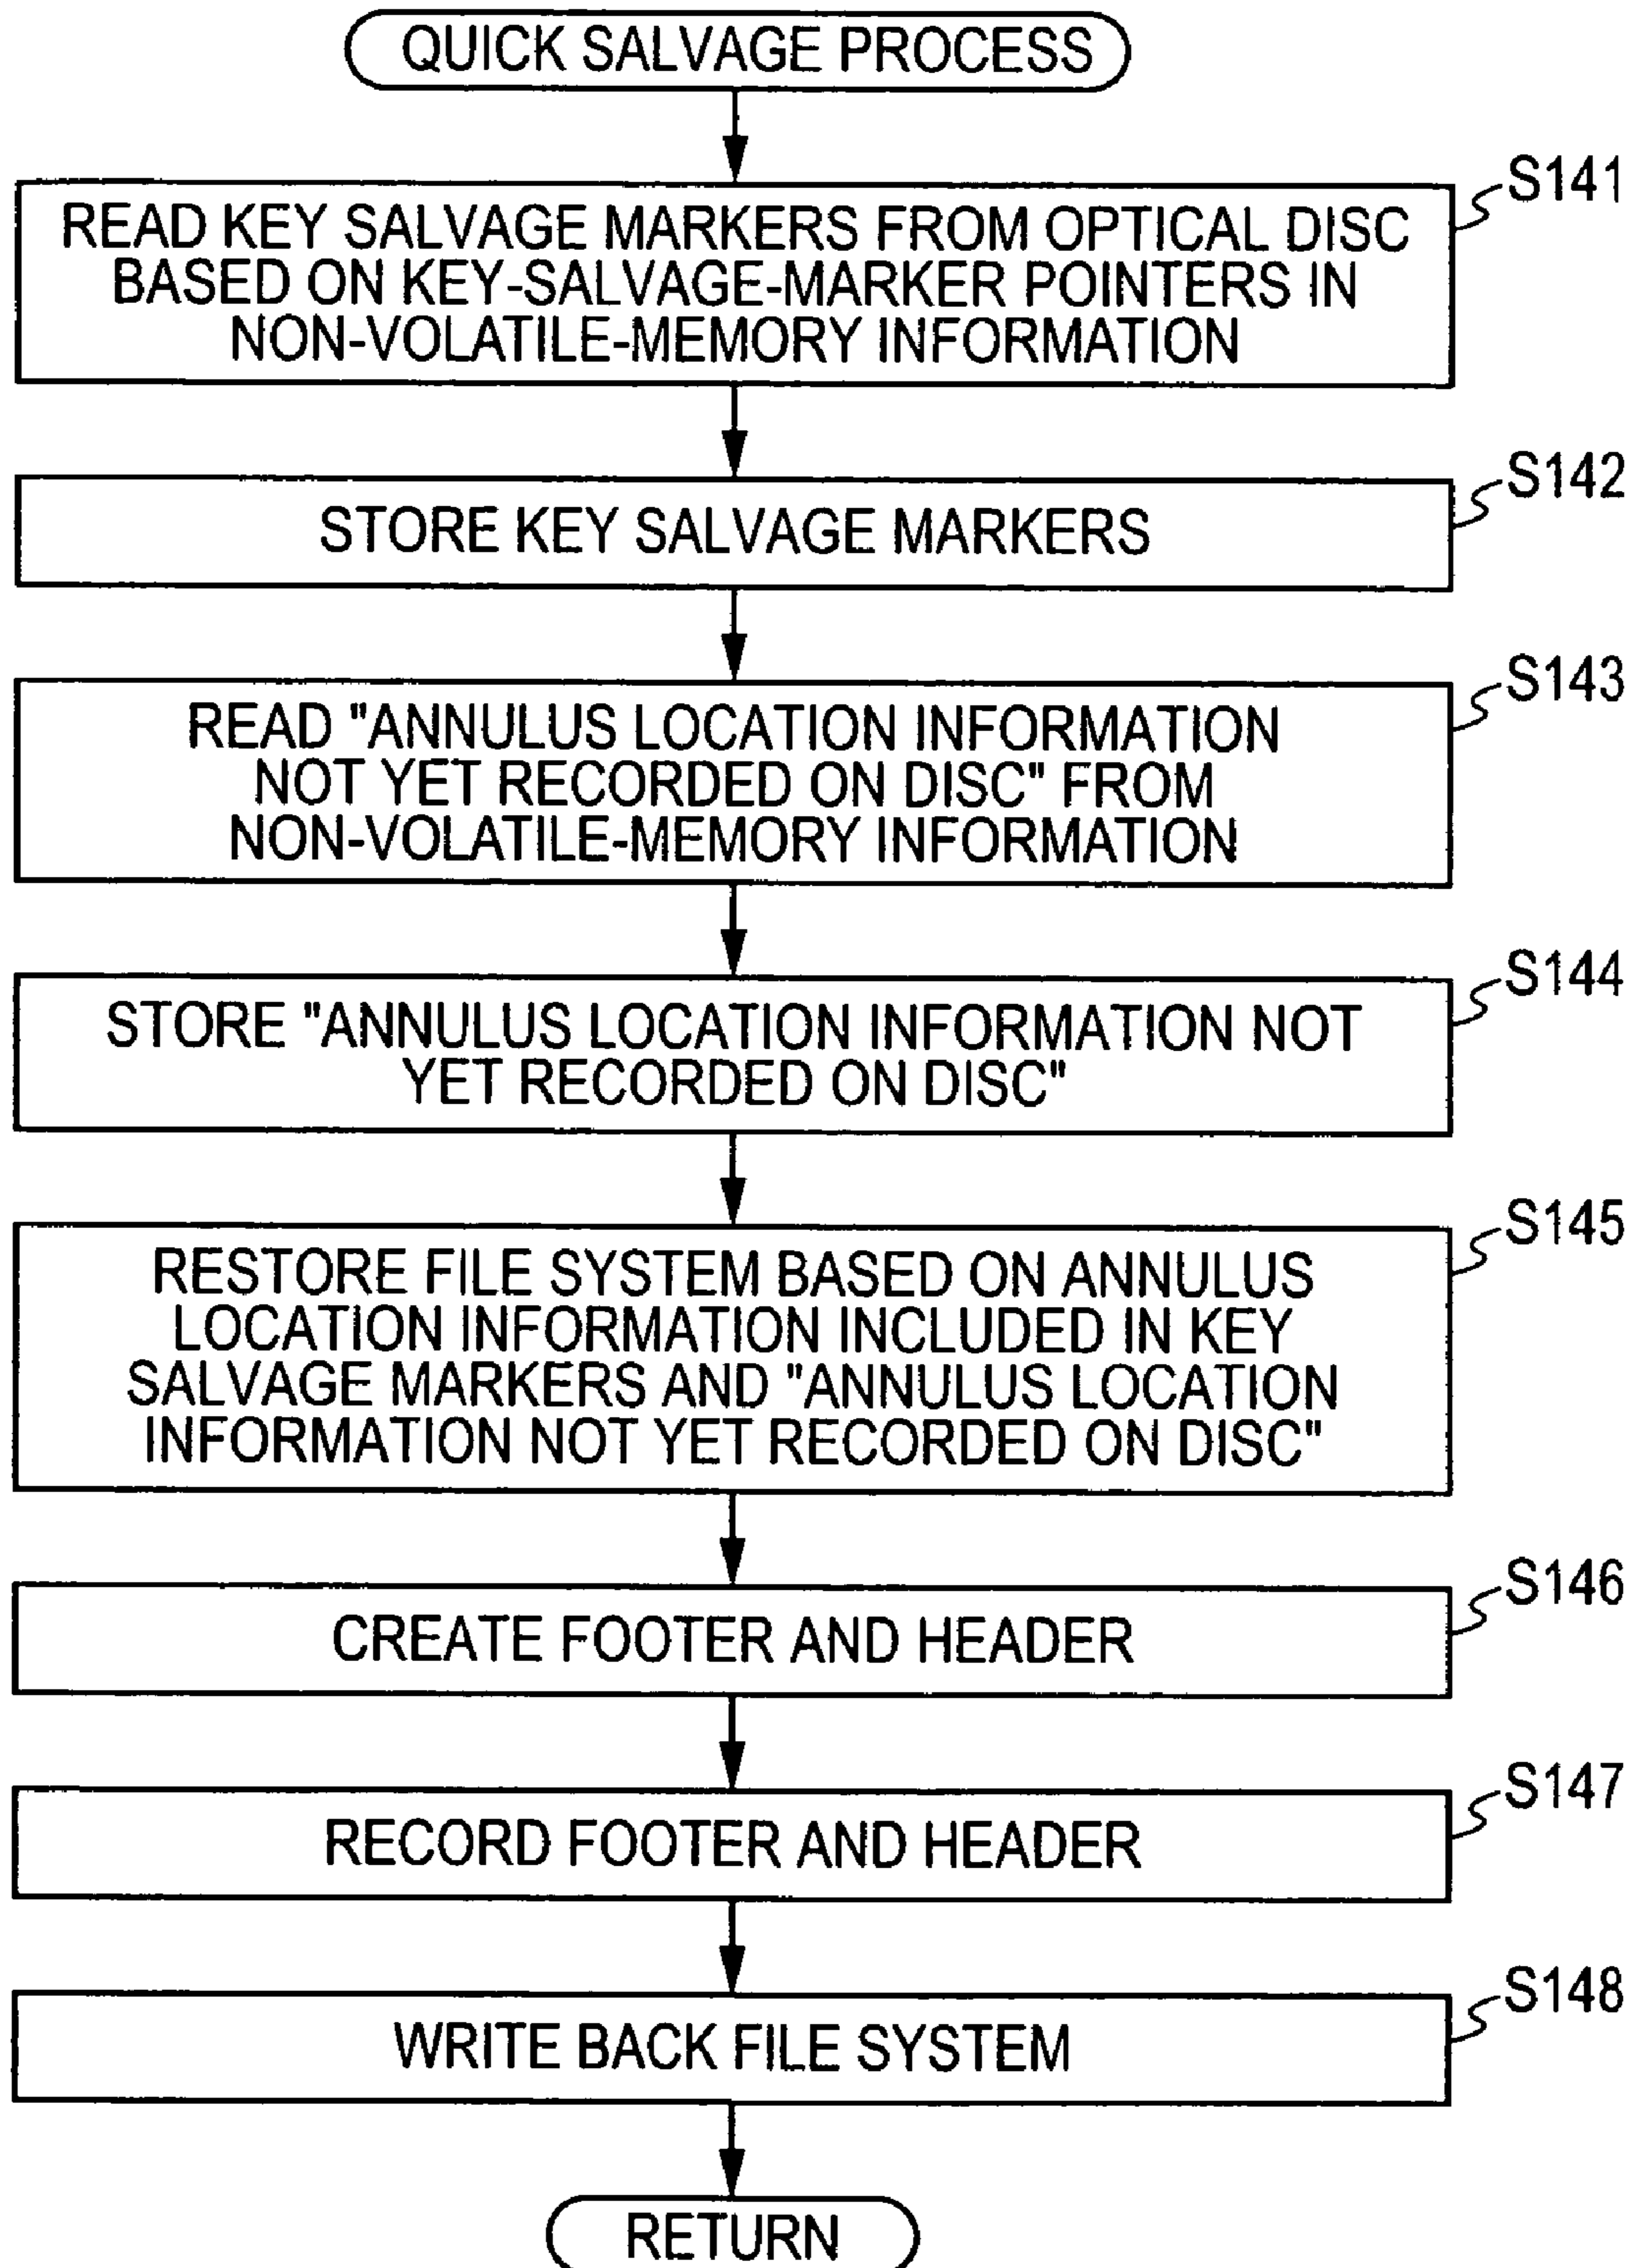 QUICK SALVAGE PROCESS
S141
READ KEY SALVAGE MARKERS FROM OPTICAL DISC
BASED ON KEY-SALVAGE-MARKER POINTERS IN
NON-VOLATILE-MEMORY INFORMATION
S142
STORE KEY SALVAGE MARKERS
S143
READ "ANNULUS LOCATION INFORMATION
NOT YET RECORDED ON DISC" FROM
NON-VOLATILE-MEMORY INFORMATION
S144
STORE "ANNULUS LOCATION INFORMATION NOT
YET RECORDED ON DISC"
S145
RESTORE FILE SYSTEM BASED ON ANNULUS
LOCATION INFORMATION INCLUDED IN KEY
SALVAGE MARKERS AND "ANNULUS LOCATION
INFORMATION NOT YET RECORDED ON DISC"
S146
CREATE FOOTER AND HEADER
S147
RECORD FOOTER AND HEADER
S148
WRITE BACK FILE SYSTEM
RETURN